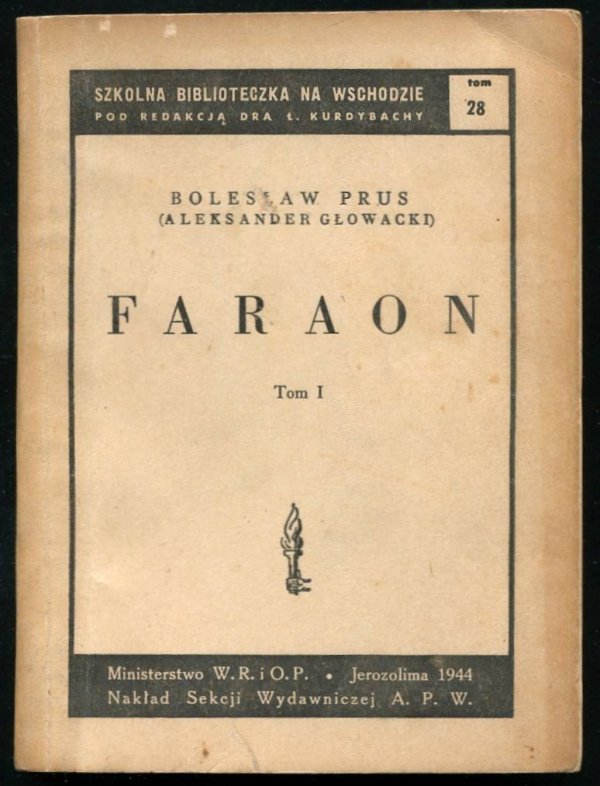 SZKOLNA BIBLIOTECZKA NA WSCHODZIE
POD REDAKCJĄ DRA Ł. KURDYBACHY
tom
28
BOLESŁAW PRUS
(ALEKSANDER GŁOWACKI)
FARAON
Tom I
Ministerstwo W. R. i O. P. • Jerozolima 1944
Nakład Sekcji Wydawniczej A. P. W.